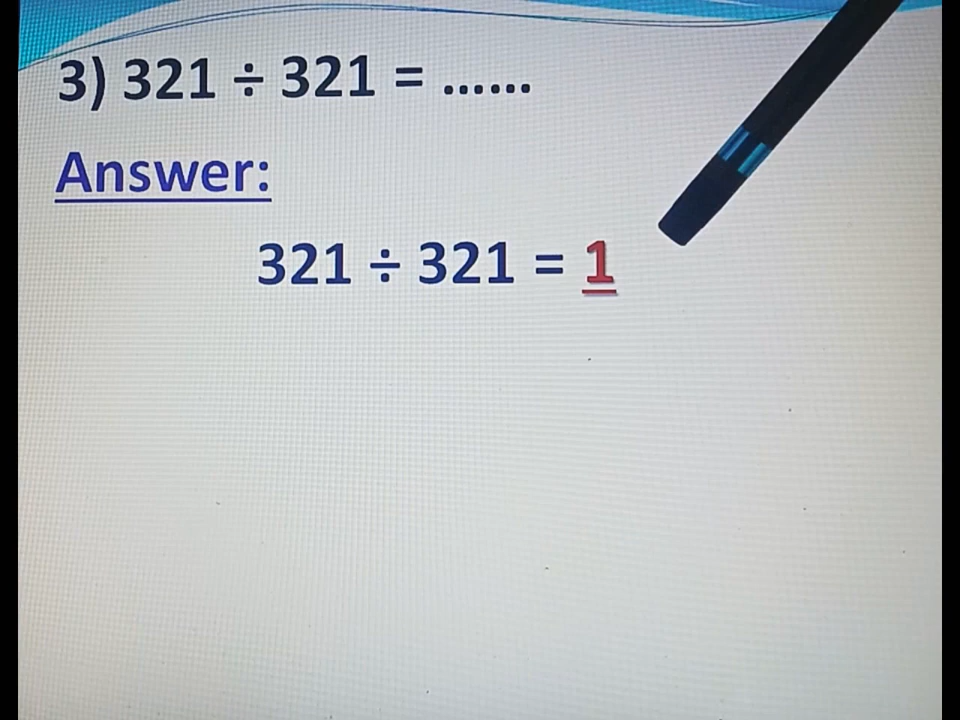 3) 321 ÷ 321 = ......
Answer:
321 ÷ 321 = 1